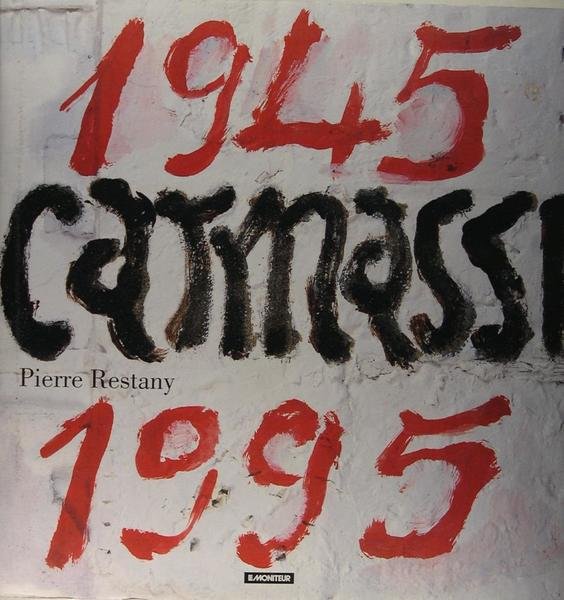 1945
Carmassi
Pierre Restany
1995
LE MONITEUR